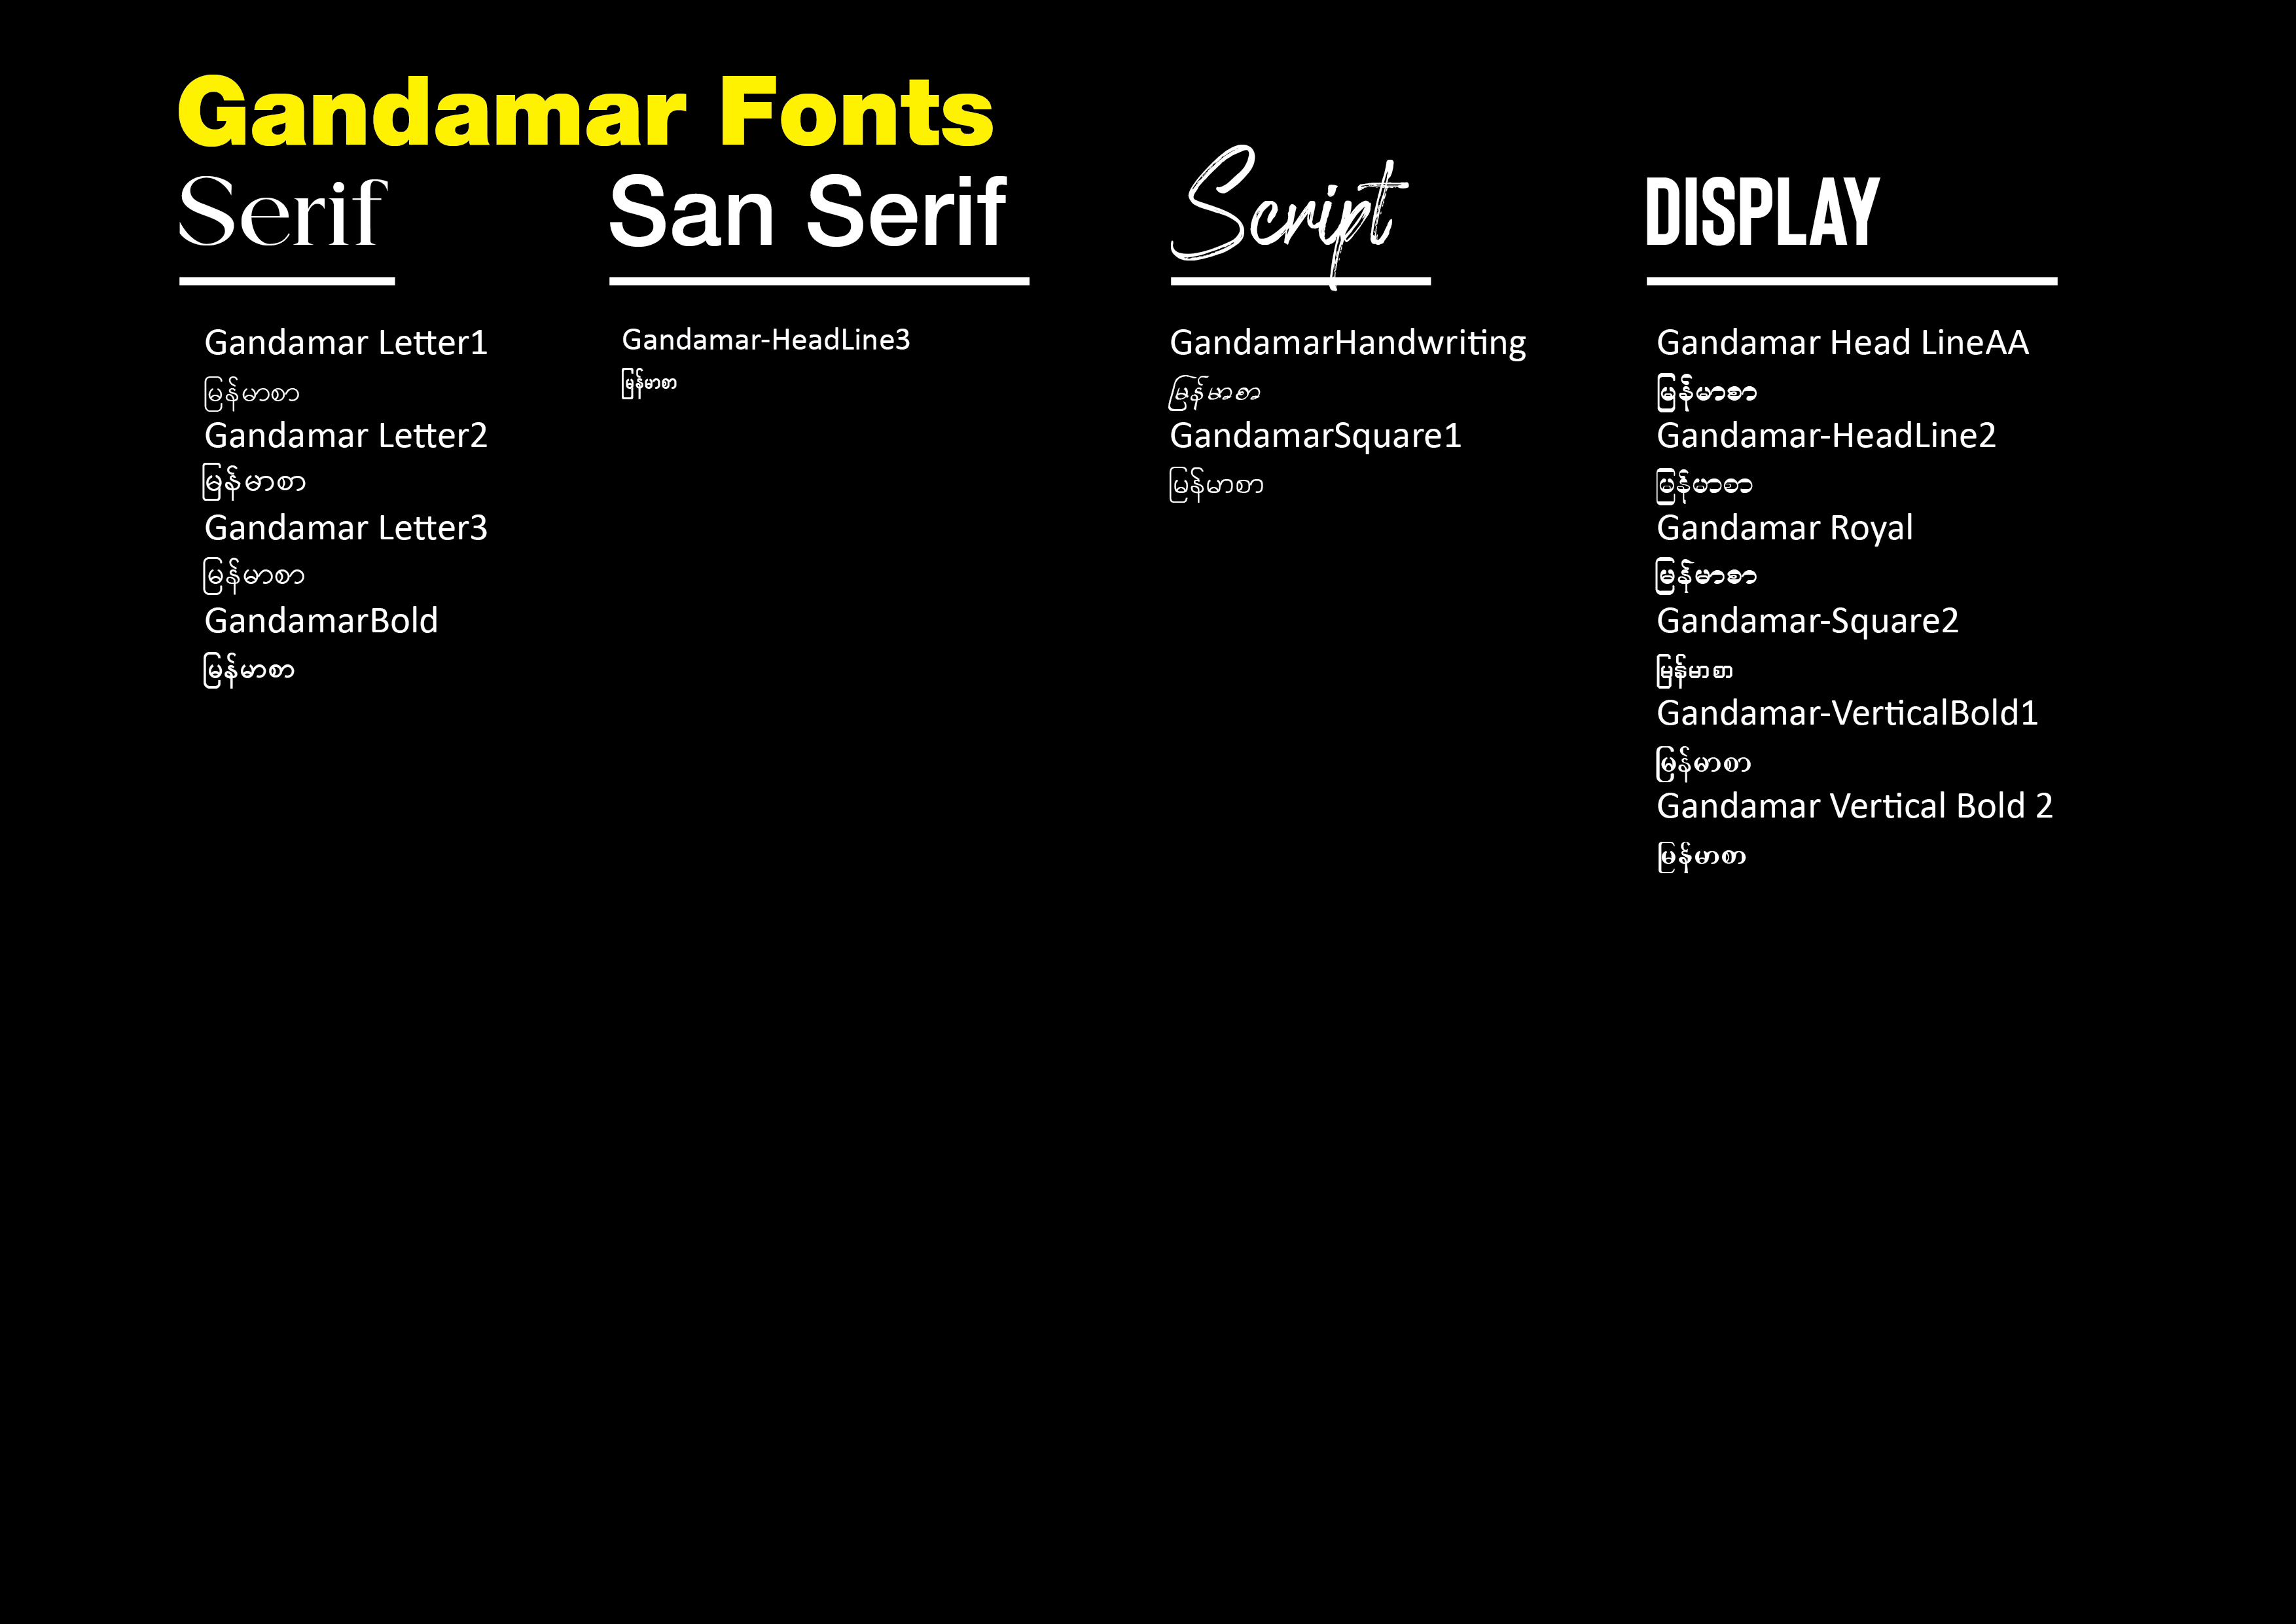 Gandamar Fonts
Serif
Gandamar Letter1
မြန်မာစာ
Gandamar Letter2
မြန်မာစာ
Gandamar Letter3
မြန်မာစာ
GandamarBold
မြန်မာစာ
San Serif
Gandamar-HeadLine3
မြန်မာစာ
Script
GandamarHandwriting
မြန်မာစာ
GandamarSquare1
မြန်မာစာ
DISPLAY
Gandamar Head LineAA
မြန်မာစာ
Gandamar-HeadLine2
မြန်မာစာ
Gandamar Royal
မြန်မာစာ
Gandamar-Square2
မြန်မာစာ
Gandamar-VerticalBold1
မြန်မာစာ
Gandamar Vertical Bold 2
မြန်မာစာ